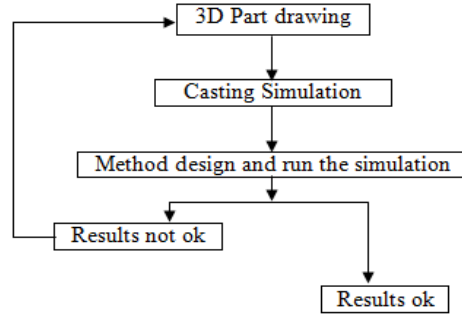 3D Part drawing
Casting Simulation
Method design and run the simulation
Results not ok
Results ok